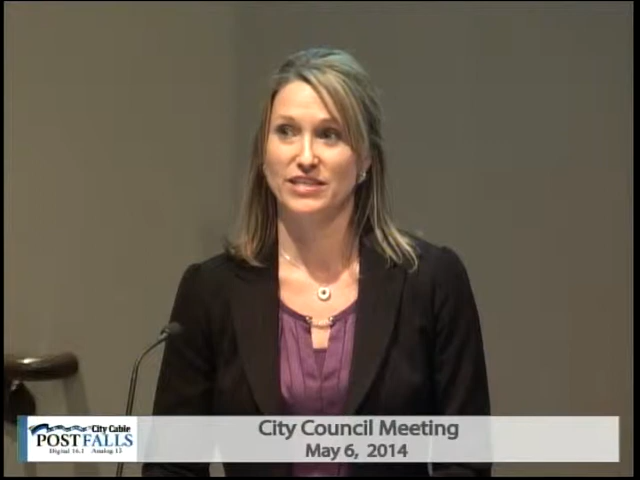 City Cable
POST FALLS
Digital 16.1 Analog 13
City Council Meeting
May 6, 2014